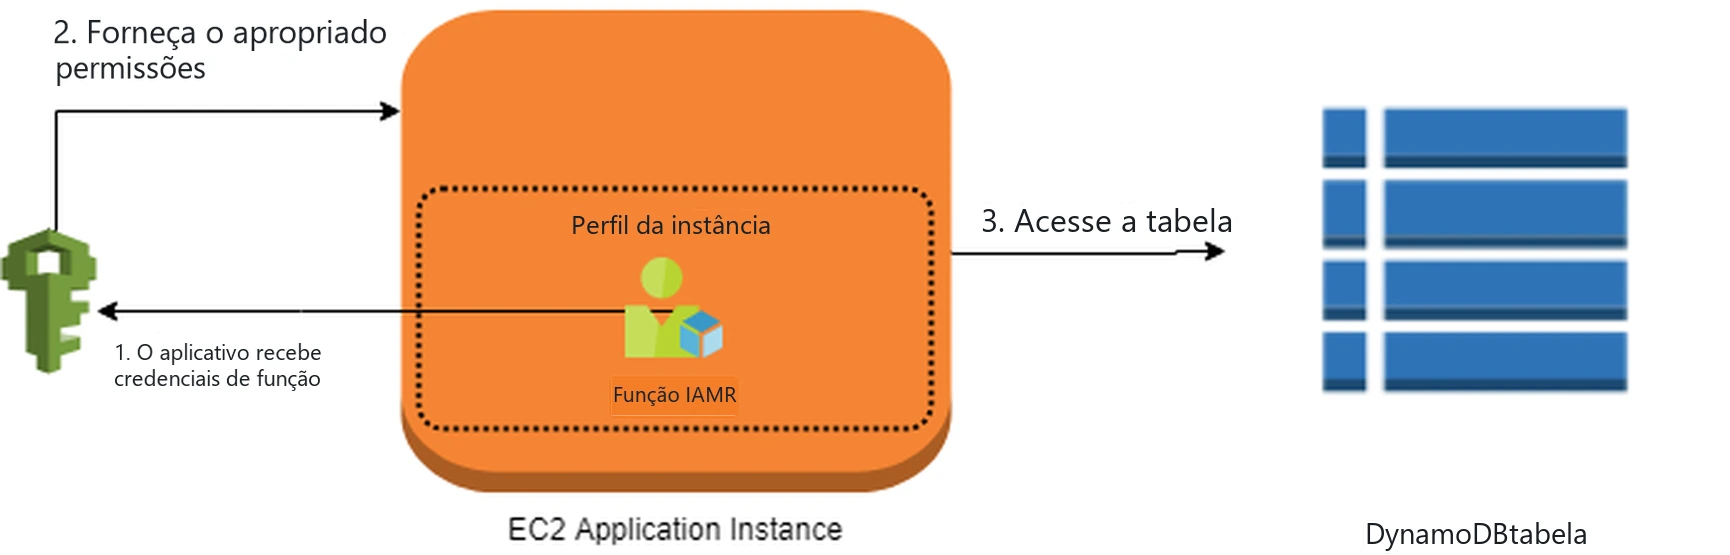 2. Forneça o apropriado
permissões
Perfil da instância
3. Acesse a tabela
1. O aplicativo recebe
credenciais de função
Função IAMR
EC2 Application Instance
DynamoDBtabela